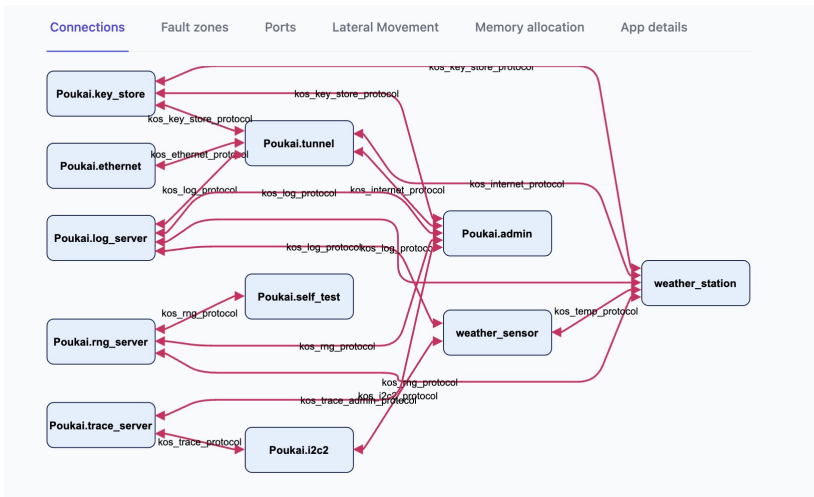 Connections Fault zones Ports Lateral Movement Memory allocation App details
kos_key_store_protocol
Poukai.key_store
kos_key_store_protocol
kos_key_store_protocol
Poukai.tunnel
kos_ethernet_protocol
Poukai.ethernet
kos_log_protocol
kos_log_protocol
kos_internet_protocol
kos_internet_protocol
Poukai.log_server
Poukai.admin
kos_log_protocol
kos_log_protocol
weather_station
Poukai.self_test
kos_rng_protocol
kos_temp_protocol
weather_sensor
Poukai.rng_server
kos_rng_protocol
kos_rng_protocol
kos_i2c2_protocol
kos_trace_admin_protocol
Poukai.trace_server
kos_trace_protocol
Poukai.i2c2